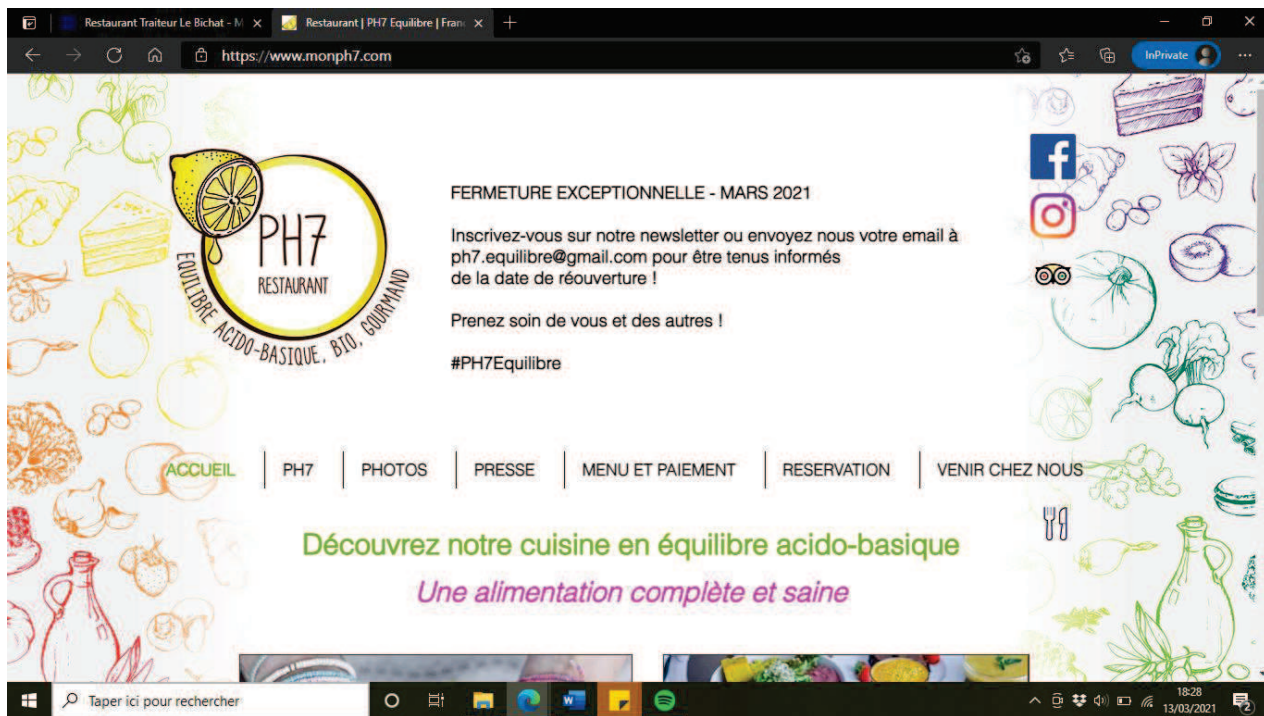 Restaurant Traiteur Le Bichat - M
Restaurant | PH7 Equilibre | Fran
https://www.monph7.com
InPrivate
PH7
RESTAURANT
EQUILIBRE ACIDO-BASIQUE, BIO, GOURMAND
FERMETURE EXCEPTIONNELLE - MARS 2021
Inscrivez-vous sur notre newsletter ou envoyez nous votre email à
ph7.equilibre@gmail.com pour être tenus informés
de la date de réouverture !
Prenez soin de vous et des autres !
#PH7Equilibre
ACCUEIL PH7 PHOTOS PRESSE MENU ET PAIEMENT RESERVATION VENIR CHEZ NOUS
Découvrez notre cuisine en équilibre acido-basique
Une alimentation complète et saine
Taper ici pour rechercher
18:28
13/03/2021
2